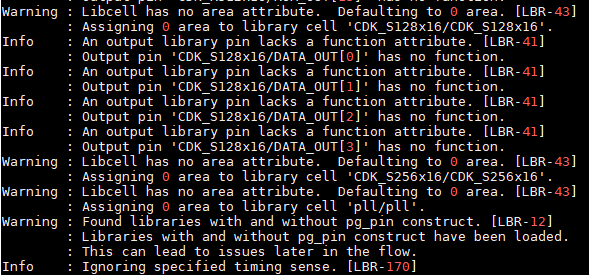 Warning : Libcell has no area attribute.  Defaulting to 0 area. [LBR-43]
        : Assigning 0 area to library cell 'CDK_S128x16/CDK_S128x16'.
Info    : An output library pin lacks a function attribute. [LBR-41]
        : Output pin 'CDK_S128x16/DATA_OUT[0]' has no function.
Info    : An output library pin lacks a function attribute. [LBR-41]
        : Output pin 'CDK_S128x16/DATA_OUT[1]' has no function.
Info    : An output library pin lacks a function attribute. [LBR-41]
        : Output pin 'CDK_S128x16/DATA_OUT[2]' has no function.
Info    : An output library pin lacks a function attribute. [LBR-41]
        : Output pin 'CDK_S128x16/DATA_OUT[3]' has no function.
Warning : Libcell has no area attribute.  Defaulting to 0 area. [LBR-43]
        : Assigning 0 area to library cell 'CDK_S256x16/CDK_S256x16'.
Warning : Libcell has no area attribute.  Defaulting to 0 area. [LBR-43]
        : Assigning 0 area to library cell 'pll/pll'.
Warning : Found libraries with and without pg_pin construct. [LBR-12]
        : Libraries with and without pg_pin construct have been loaded.
        : This can lead to issues later in the flow.
Info    : Ignoring specified timing sense. [LBR-170]